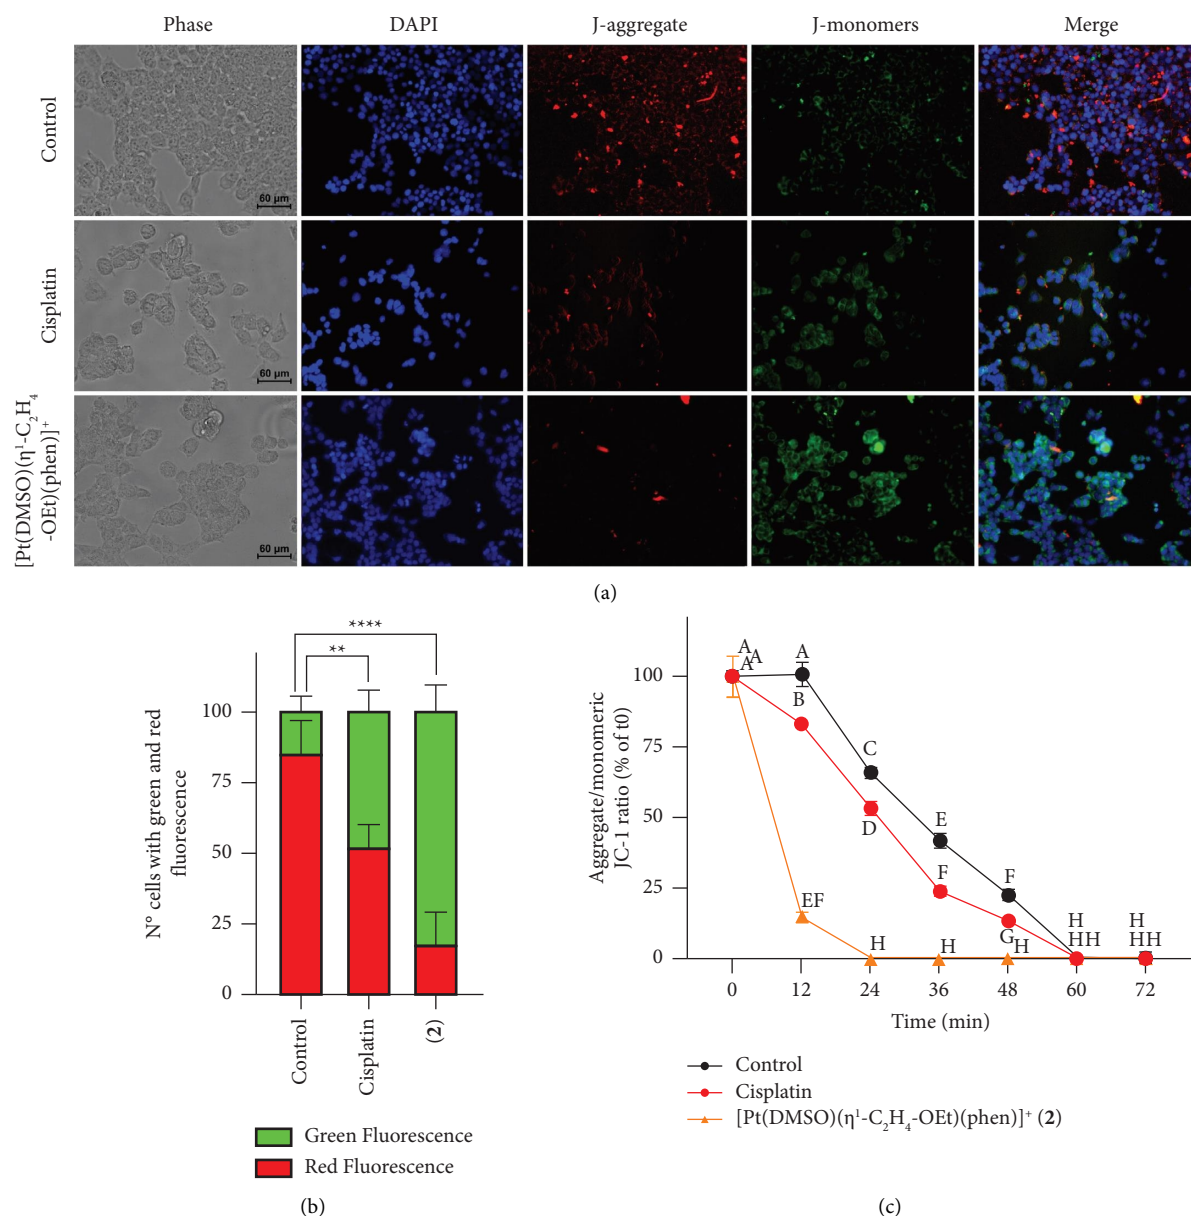 Phase DAPI J-aggregate J-monomers Merge
Control
60 µm
Cisplatin
60 µm
[Pt(DMSO)(η¹-C₂H₄
-OEt)(phen)]⁺
60 µm
(a)
N° cells with green and red
fluorescence
100
75
50
25
0
**
****
Control
Cisplatin
(2)
Green Fluorescence
Red Fluorescence
(b)
Aggregate/monomeric
JC-1 ratio (% of t0)
100
75
50
25
0
A
A
A
A
B
C
D
E
F
EF
F
G
H
H
H
H
HH
H
HH
0 12 24 36 48 60 72
Time (min)
Control
Cisplatin
[Pt(DMSO)(η¹-C₂H₄-OEt)(phen)]⁺ (2)
(c)